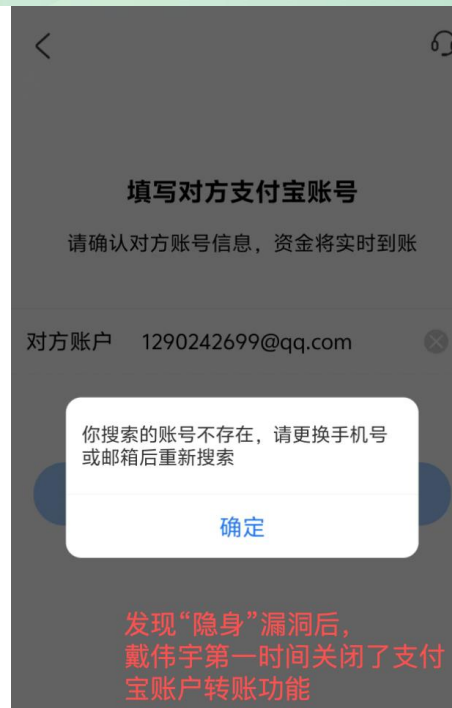 填写对方支付宝账号
请确认对方账号信息，资金将实时到账
对方账户 1290242699@qq.com
你搜索的账号不存在，请更换手机号
或邮箱后重新搜索
确定
发现“隐身”漏洞后，
戴伟宇第一时间关闭了支付
宝账户转账功能